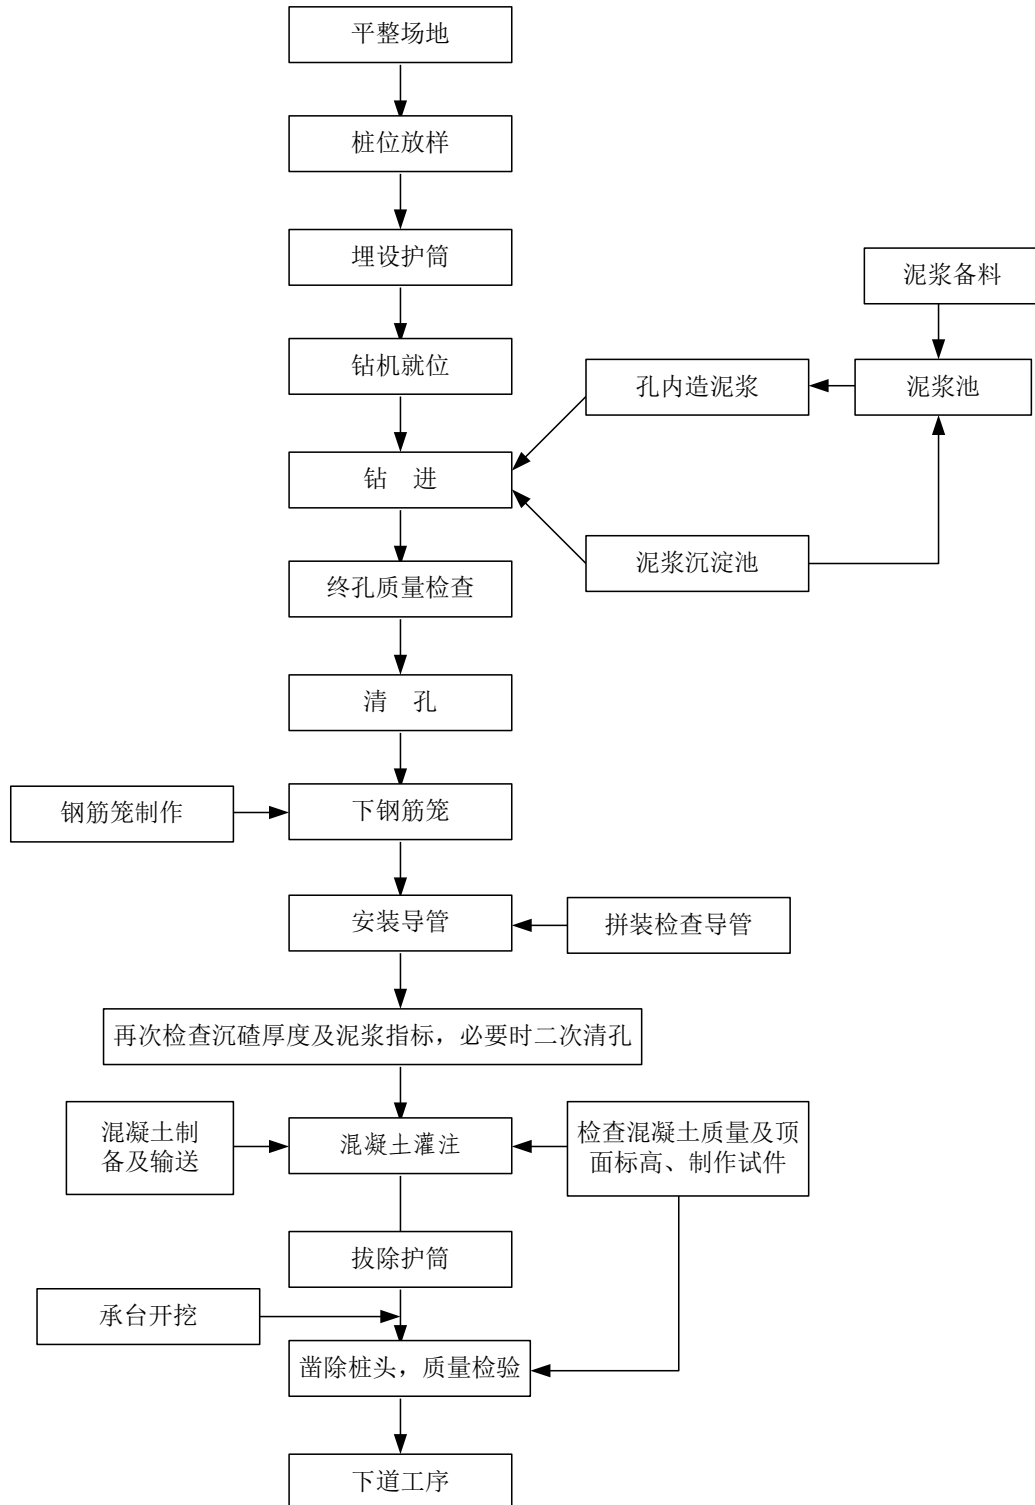 平整场地
桩位放样
埋设护筒
泥浆备料
钻机就位
孔内造泥浆
泥浆池
钻 进
泥浆沉淀池
终孔质量检查
清 孔
钢筋笼制作
下钢筋笼
安装导管
拼装检查导管
再次检查沉碴厚度及泥浆指标，必要时二次清孔
混凝土制
备及输送
混凝土灌注
检查混凝土质量及顶
面标高、制作试件
拔除护筒
承台开挖
凿除桩头，质量检验
下道工序